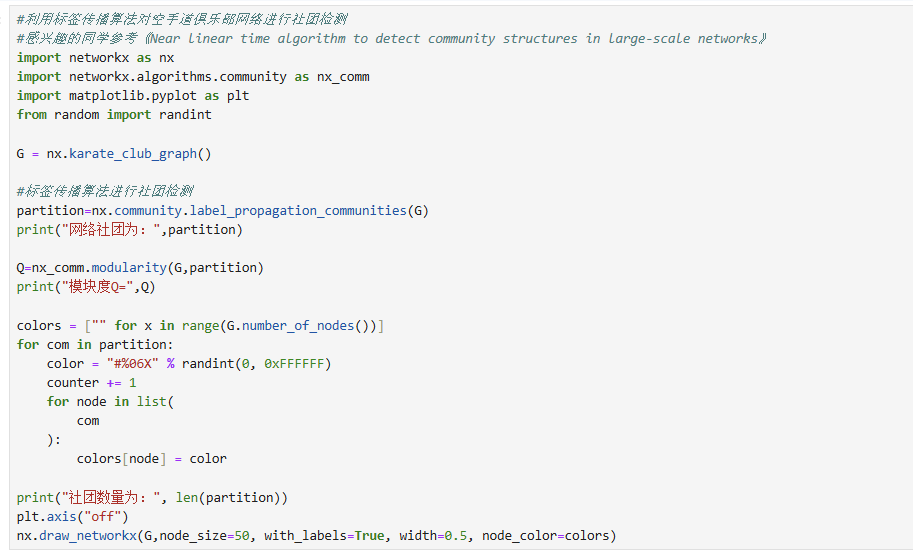 #利用标签传播算法对空手道俱乐部网络进行社团检测
#感兴趣的同学参考《Near linear time algorithm to detect community structures in large-scale networks》
import networkx as nx
import networkx.algorithms.community as nx_comm
import matplotlib.pyplot as plt
from random import randint

G = nx.karate_club_graph()

#标签传播算法进行社团检测
partition=nx.community.label_propagation_communities(G)
print("网络社团为：",partition)

Q=nx_comm.modularity(G,partition)
print("模块度Q=",Q)

colors = ["" for x in range(G.number_of_nodes())]
for com in partition:
    color = "#%06X" % randint(0, 0xFFFFFF)
    counter += 1
    for node in list(
        com
    ):
        colors[node] = color

print("社团数量为：", len(partition))
plt.axis("off")
nx.draw_networkx(G,node_size=50, with_labels=True, width=0.5, node_color=colors)